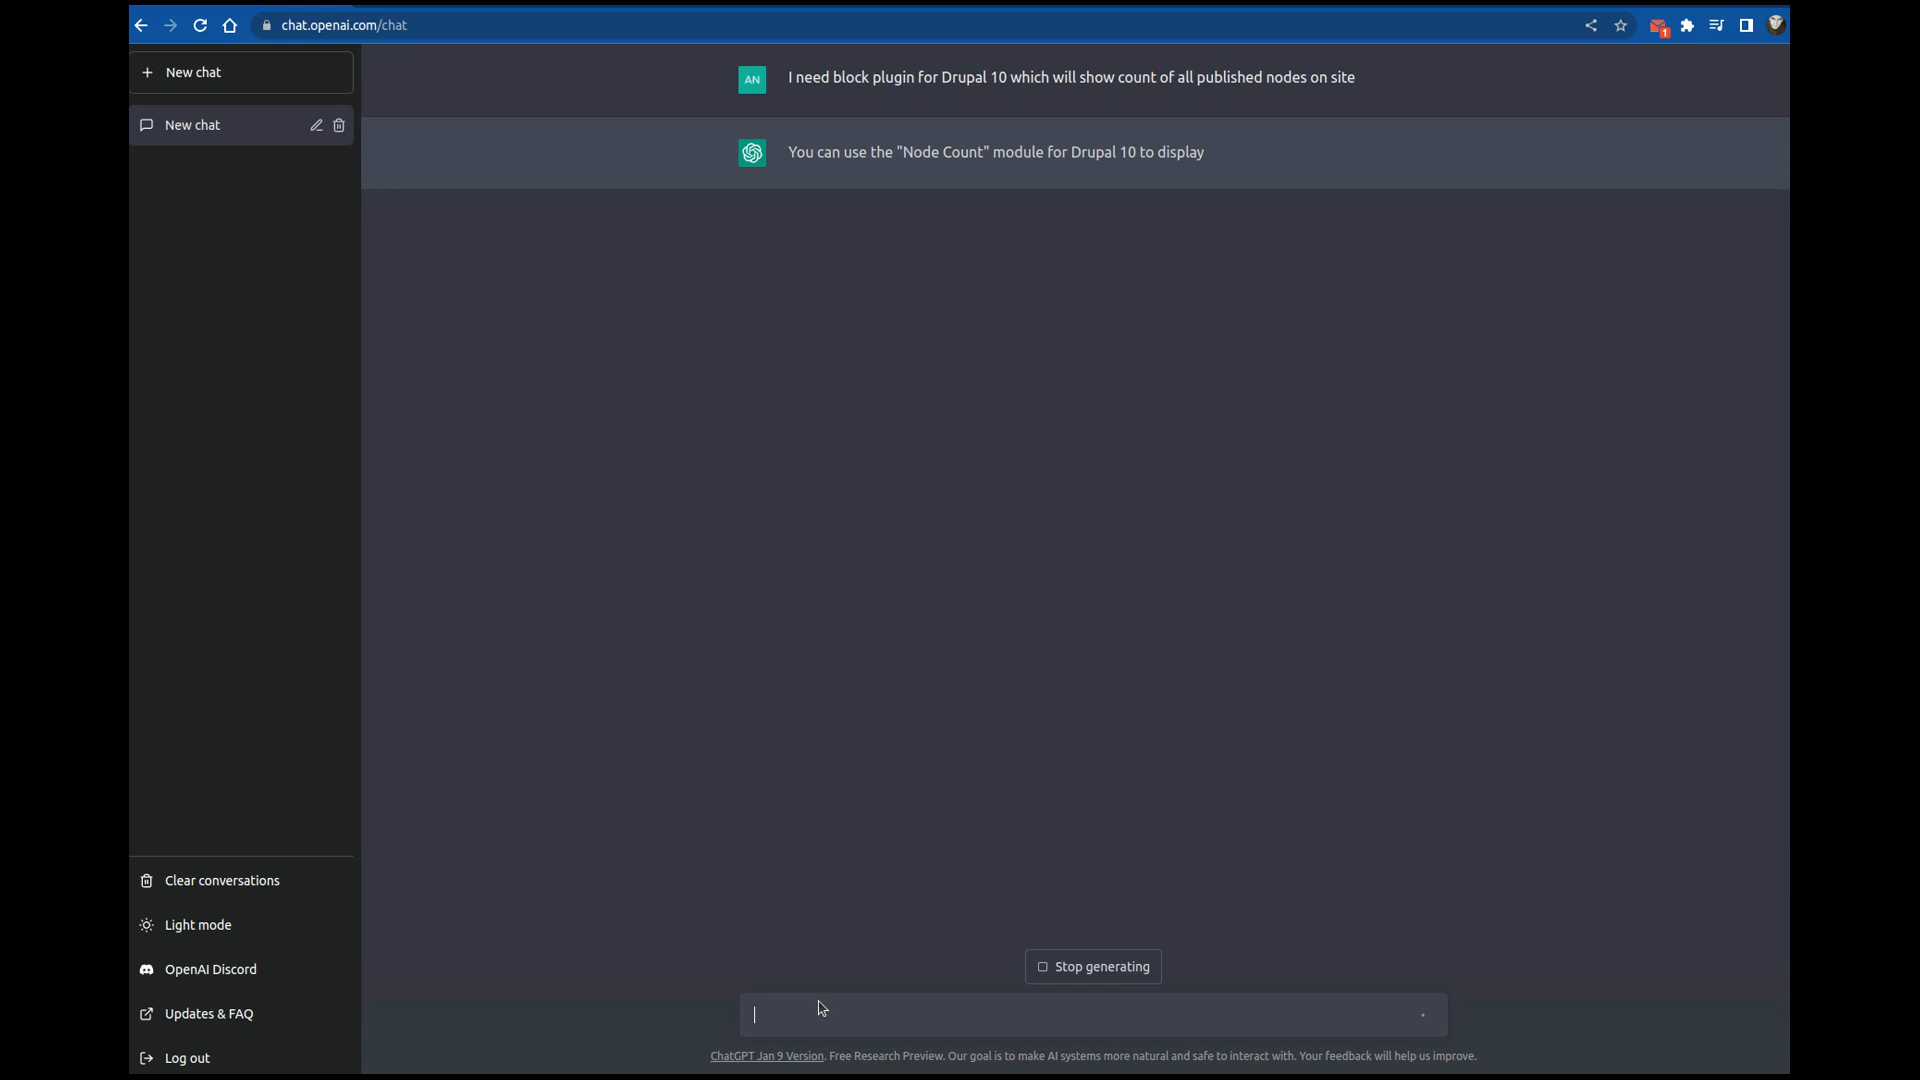 chat.openai.com/chat
1
New chat
New chat
AN
I need block plugin for Drupal 10 which will show count of all published nodes on site
You can use the "Node Count" module for Drupal 10 to display
Clear conversations
Light mode
OpenAI Discord
Updates & FAQ
Log out
Stop generating
ChatGPT Jan 9 Version. Free Research Preview. Our goal is to make AI systems more natural and safe to interact with. Your feedback will help us improve.